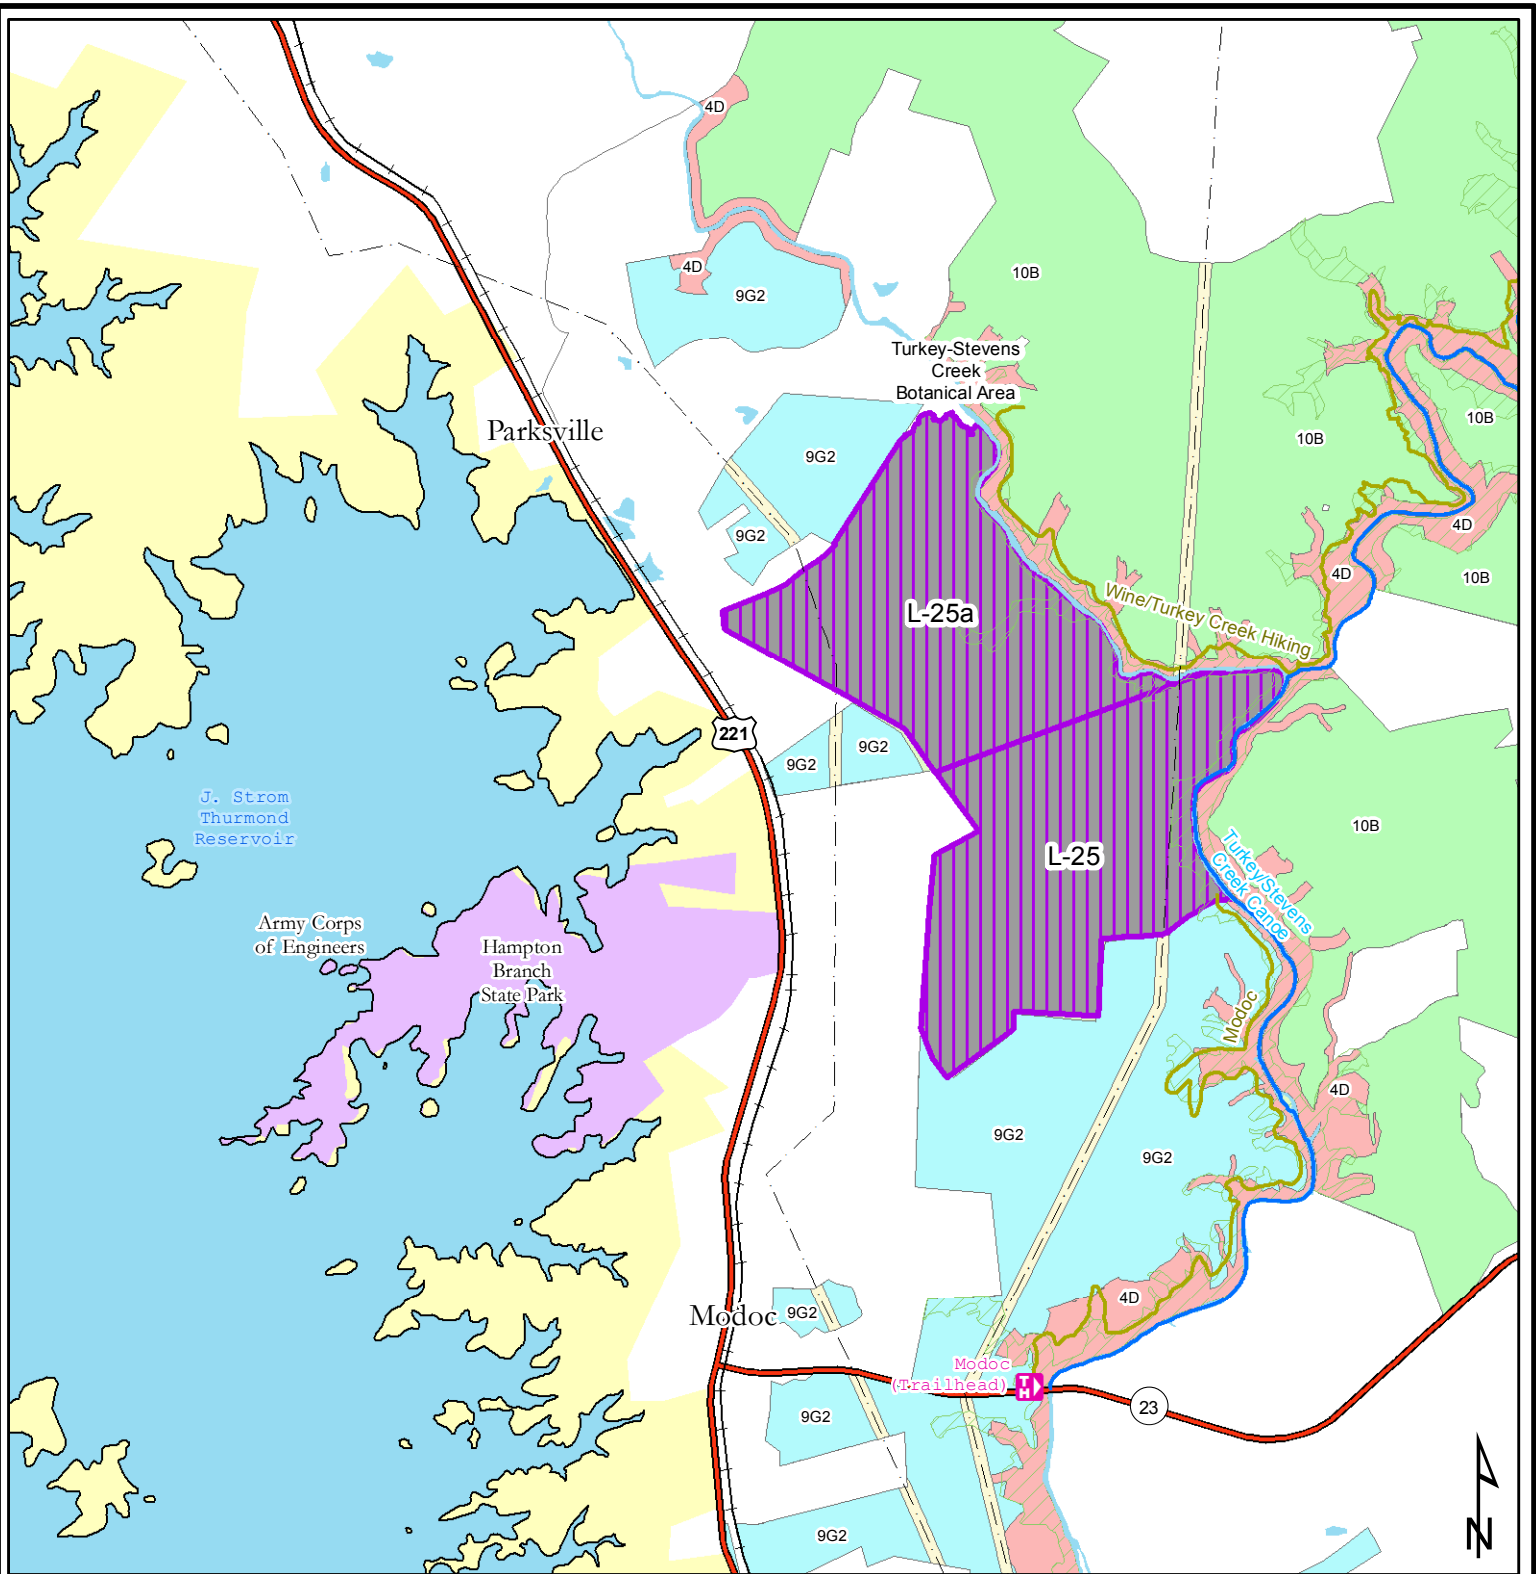 4D
4D
9G2
10B
Turkey-Stevens
Creek
Botanical Area
10B
10B
Parksville
9G2
9G2
4D
4D
10B
Wine/Turkey Creek Hiking
L-25a
221
9G2
9G2
J. Strom
Thurmond
Reservoir
10B
L-25
Turkey/Stevens
Creek Canoe
Army Corps
of Engineers
Hampton
Branch
State Park
Modoc
4D
9G2
9G2
4D
Modoc
9G2
Modoc
(Trailhead)
TH
23
9G2
9G2
N